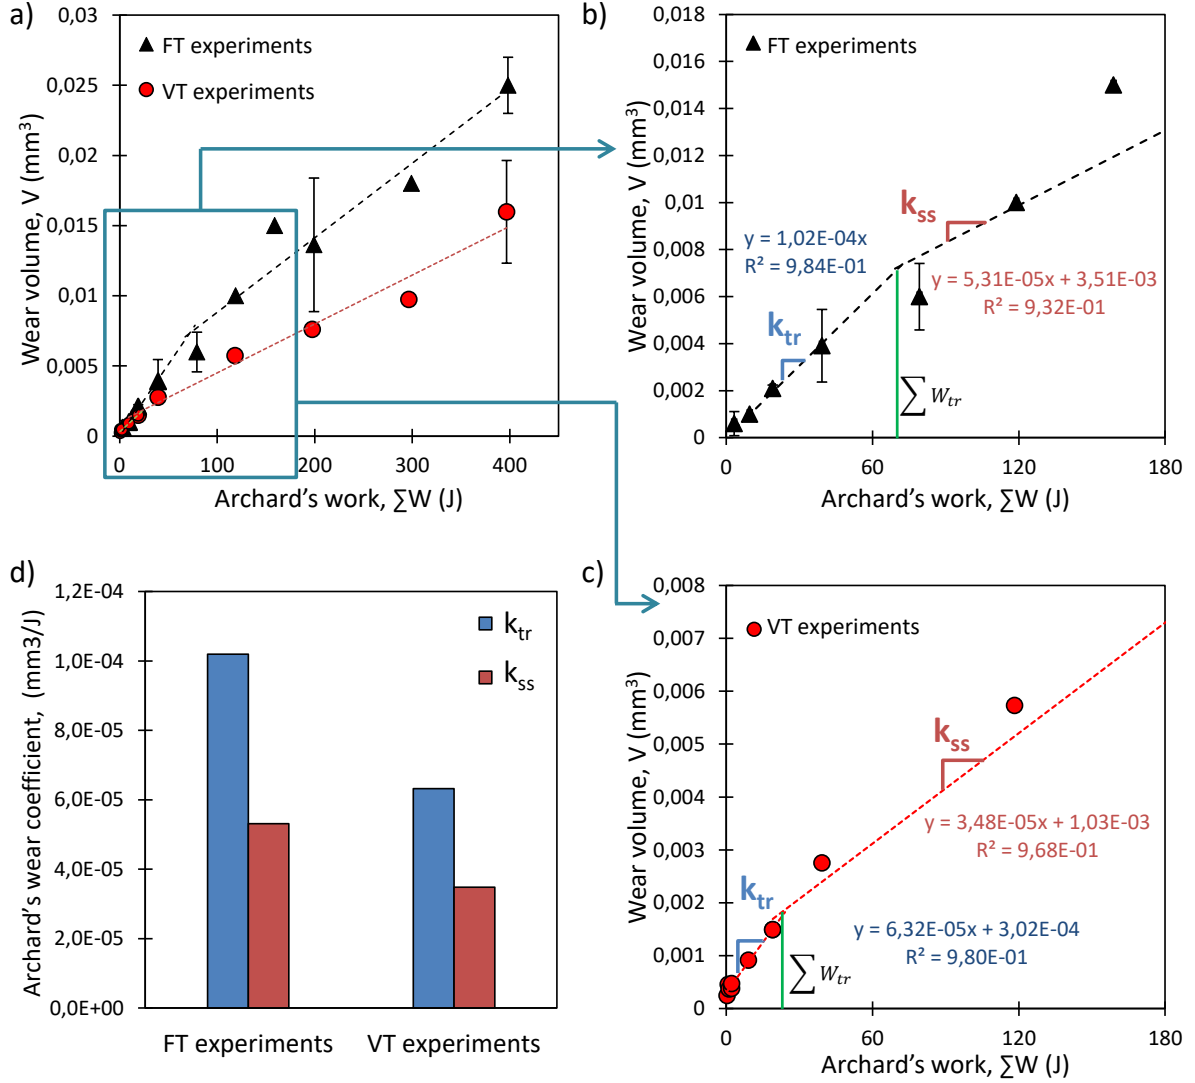 a)
Wear volume, V (mm³)
0,03
0,025
0,02
0,015
0,01
0,005
0
FT experiments
VT experiments
0
100
200
300
400
Archard's work, ∑W (J)
b)
Wear volume, V (mm³)
0,018
0,016
0,014
0,012
0,01
0,008
0,006
0,004
0,002
0
FT experiments
kss
y = 1,02E-04x
R² = 9,84E-01
y = 5,31E-05x + 3,51E-03
R² = 9,32E-01
ktr
∑ Wtr
0
60
120
180
Archard's work, ∑W (J)
d)
Archard's wear coefficient, (mm3/J)
1,2E-04
1,0E-04
8,0E-05
6,0E-05
4,0E-05
2,0E-05
0,0E+00
ktr
kss
FT experiments
VT experiments
c)
Wear volume, V (mm³)
0,008
0,007
0,006
0,005
0,004
0,003
0,002
0,001
0
VT experiments
kss
y = 3,48E-05x + 1,03E-03
R² = 9,68E-01
ktr
y = 6,32E-05x + 3,02E-04
R² = 9,80E-01
∑ Wtr
0
60
120
180
Archard's work, ∑W (J)